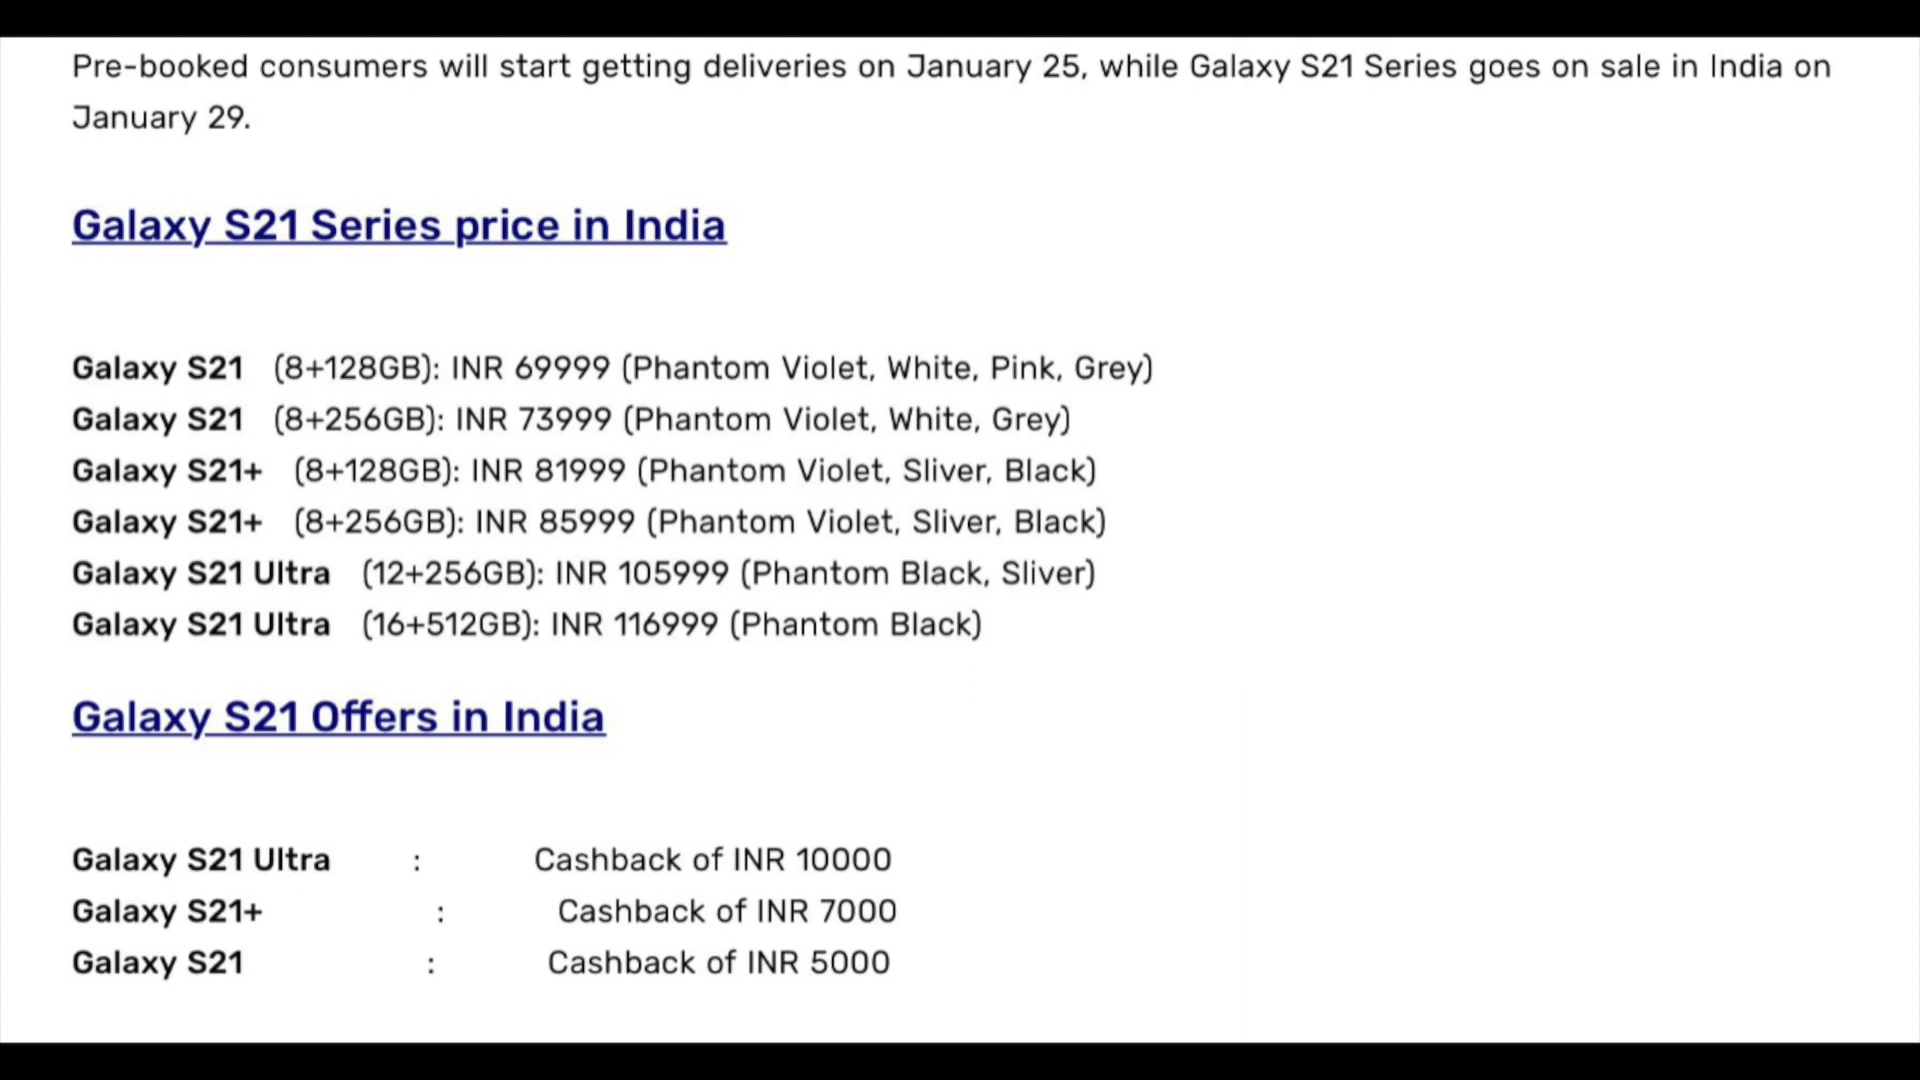 Pre-booked consumers will start getting deliveries on January 25, while Galaxy S21 Series goes on sale in India on
January 29.
Galaxy S21 Series price in India
Galaxy S21 (8+128GB): INR 69999 (Phantom Violet, White, Pink, Grey)
Galaxy S21 (8+256GB): INR 73999 (Phantom Violet, White, Grey)
Galaxy S21+ (8+128GB): INR 81999 (Phantom Violet, Sliver, Black)
Galaxy S21+ (8+256GB): INR 85999 (Phantom Violet, Sliver, Black)
Galaxy S21 Ultra (12+256GB): INR 105999 (Phantom Black, Sliver)
Galaxy S21 Ultra (16+512GB): INR 116999 (Phantom Black)
Galaxy S21 Offers in India
Galaxy S21 Ultra : Cashback of INR 10000
Galaxy S21+ : Cashback of INR 7000
Galaxy S21 : Cashback of INR 5000